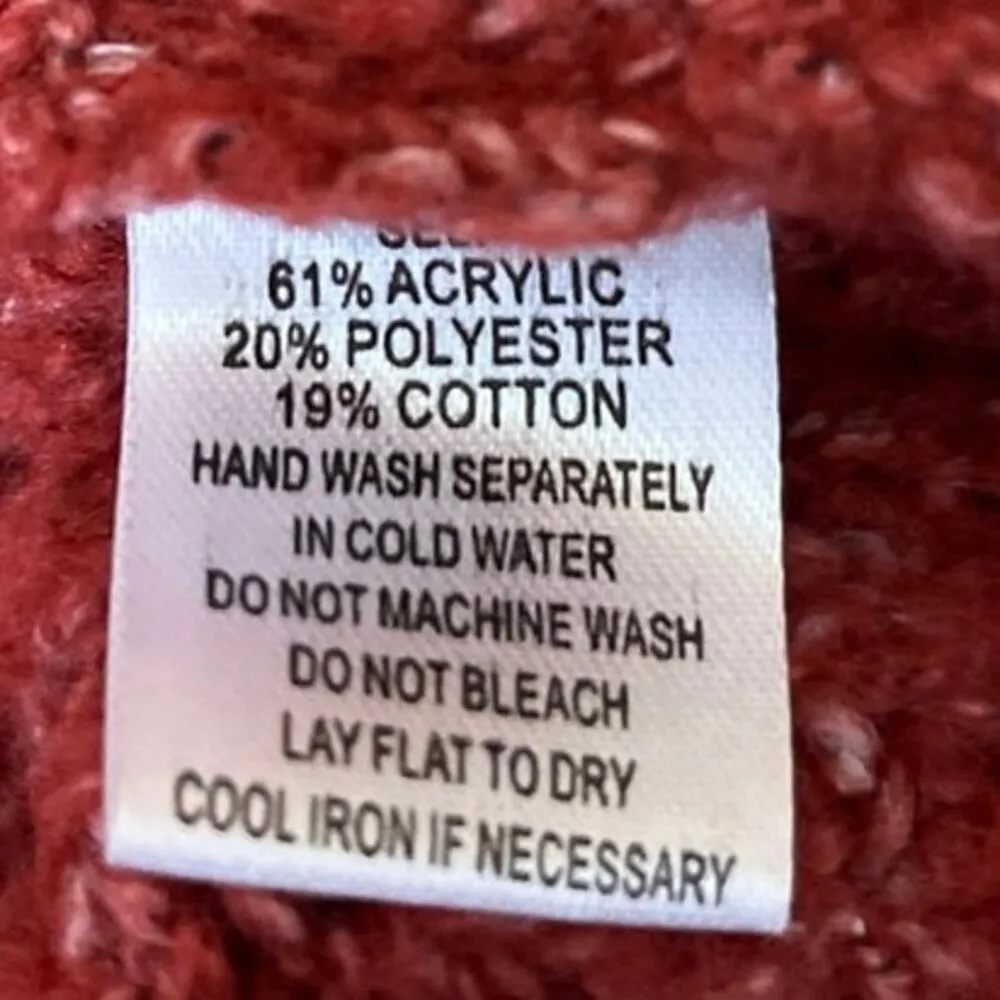 61% ACRYLIC
20% POLYESTER
19% COTTON
HAND WASH SEPARATELY
IN COLD WATER
DO NOT MACHINE WASH
DO NOT BLEACH
LAY FLAT TO DRY
COOL IRON IF NECESSARY